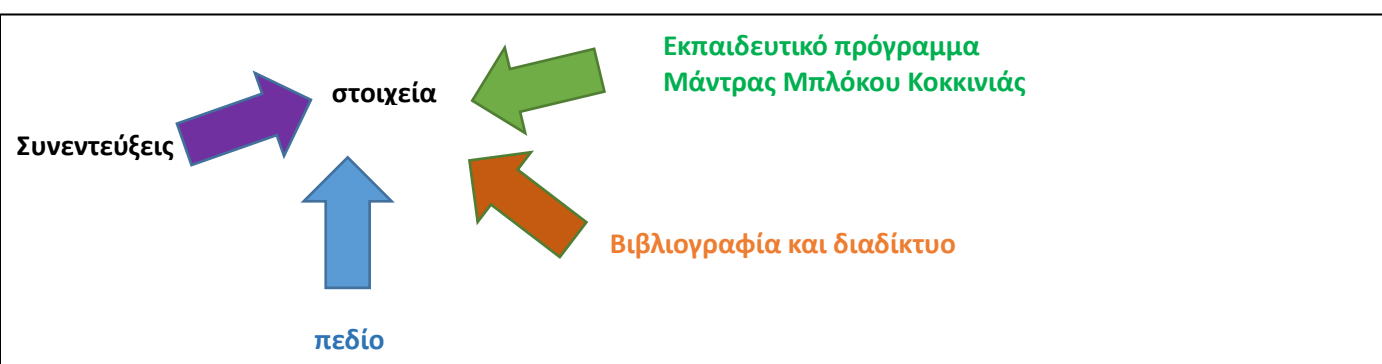 Εκπαιδευτικό πρόγραμμα
Μάντρας Μπλόκου Κοκκινιάς
στοιχεία
Συνεντεύξεις
Βιβλιογραφία και διαδίκτυο
πεδίο